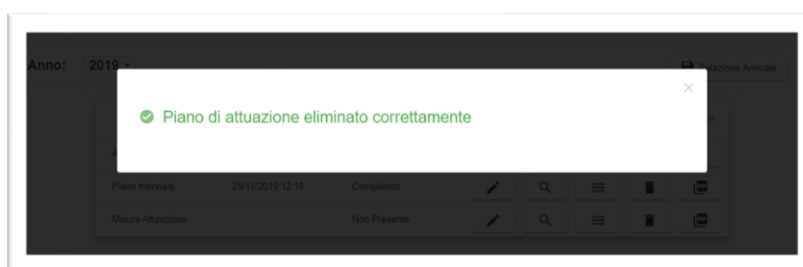 Anno: 2019
Relazione Annuale
Piano di attuazione eliminato correttamente
Piano triennale 29/11/2019 12:10 Completato
Misure Attuazione Non Presente